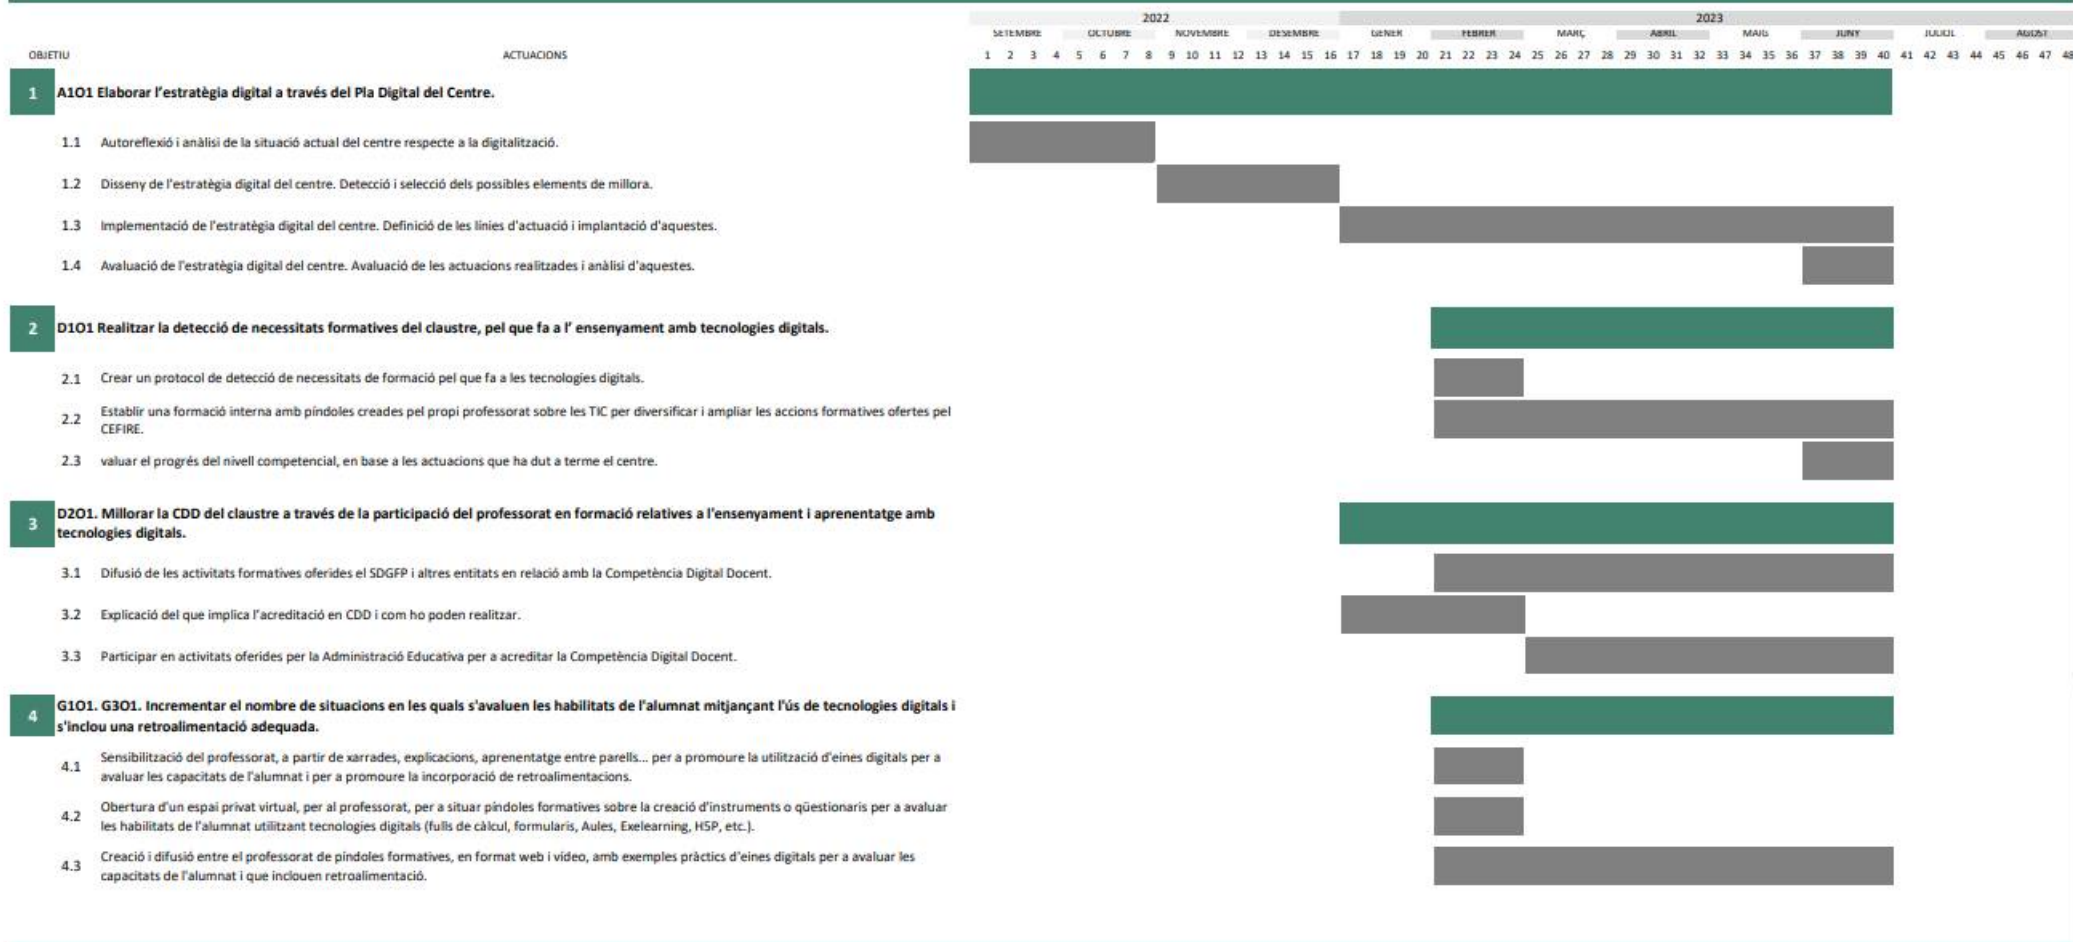 2022 2023
SETEMBRE OCTUBRE NOVEMBRE DESEMBRE GENER FEBRER MARÇ ABRIL MAIG JUNY JULIOL AGOST
OBJETIU ACTUACIONS 1 2 3 4 5 6 7 8 9 10 11 12 13 14 15 16 17 18 19 20 21 22 23 24 25 26 27 28 29 30 31 32 33 34 35 36 37 38 39 40 41 42 43 44 45 46 47 48
1 A1O1 Elaborar l'estratègia digital a través del Pla Digital del Centre.
1.1 Autoreflexió i anàlisi de la situació actual del centre respecte a la digitalització.
1.2 Disseny de l'estratègia digital del centre. Detecció i selecció dels possibles elements de millora.
1.3 Implementació de l'estratègia digital del centre. Definició de les línies d'actuació i implantació d'aquestes.
1.4 Avaluació de l'estratègia digital del centre. Avaluació de les actuacions realitzades i anàlisi d'aquestes.
2 D1O1 Realitzar la detecció de necessitats formatives del claustre, pel que fa a l' ensenyament amb tecnologies digitals.
2.1 Crear un protocol de detecció de necessitats de formació pel que fa a les tecnologies digitals.
2.2 Establir una formació interna amb píndoles creades pel propi professorat sobre les TIC per diversificar i ampliar les accions formatives ofertes pel
CEFIRE.
2.3 valuar el progrés del nivell competencial, en base a les actuacions que ha dut a terme el centre.
3 D2O1. Millorar la CDD del claustre a través de la participació del professorat en formació relatives a l'ensenyament i aprenentatge amb
tecnologies digitals.
3.1 Difusió de les activitats formatives oferides el SDGFP i altres entitats en relació amb la Competència Digital Docent.
3.2 Explicació del que implica l'acreditació en CDD i com ho poden realitzar.
3.3 Participar en activitats oferides per la Administració Educativa per a acreditar la Competència Digital Docent.
4 G1O1. G3O1. Incrementar el nombre de situacions en les quals s'avaluen les habilitats de l'alumnat mitjançant l'ús de tecnologies digitals i
s'inclou una retroalimentació adequada.
4.1 Sensibilització del professorat, a partir de xarrades, explicacions, aprenentatge entre parells... per a promoure la utilització d'eines digitals per a
avaluar les capacitats de l'alumnat i per a promoure la incorporació de retroalimentacions.
4.2 Obertura d'un espai privat virtual, per al professorat, per a situar píndoles formatives sobre la creació d'instruments o qüestionaris per a avaluar
les habilitats de l'alumnat utilitzant tecnologies digitals (fulls de càlcul, formularis, Aules, Exelearning, H5P, etc.).
4.3 Creació i difusió entre el professorat de píndoles formatives, en format web i vídeo, amb exemples pràctics d'eines digitals per a avaluar les
capacitats de l'alumnat i que inclouen retroalimentació.